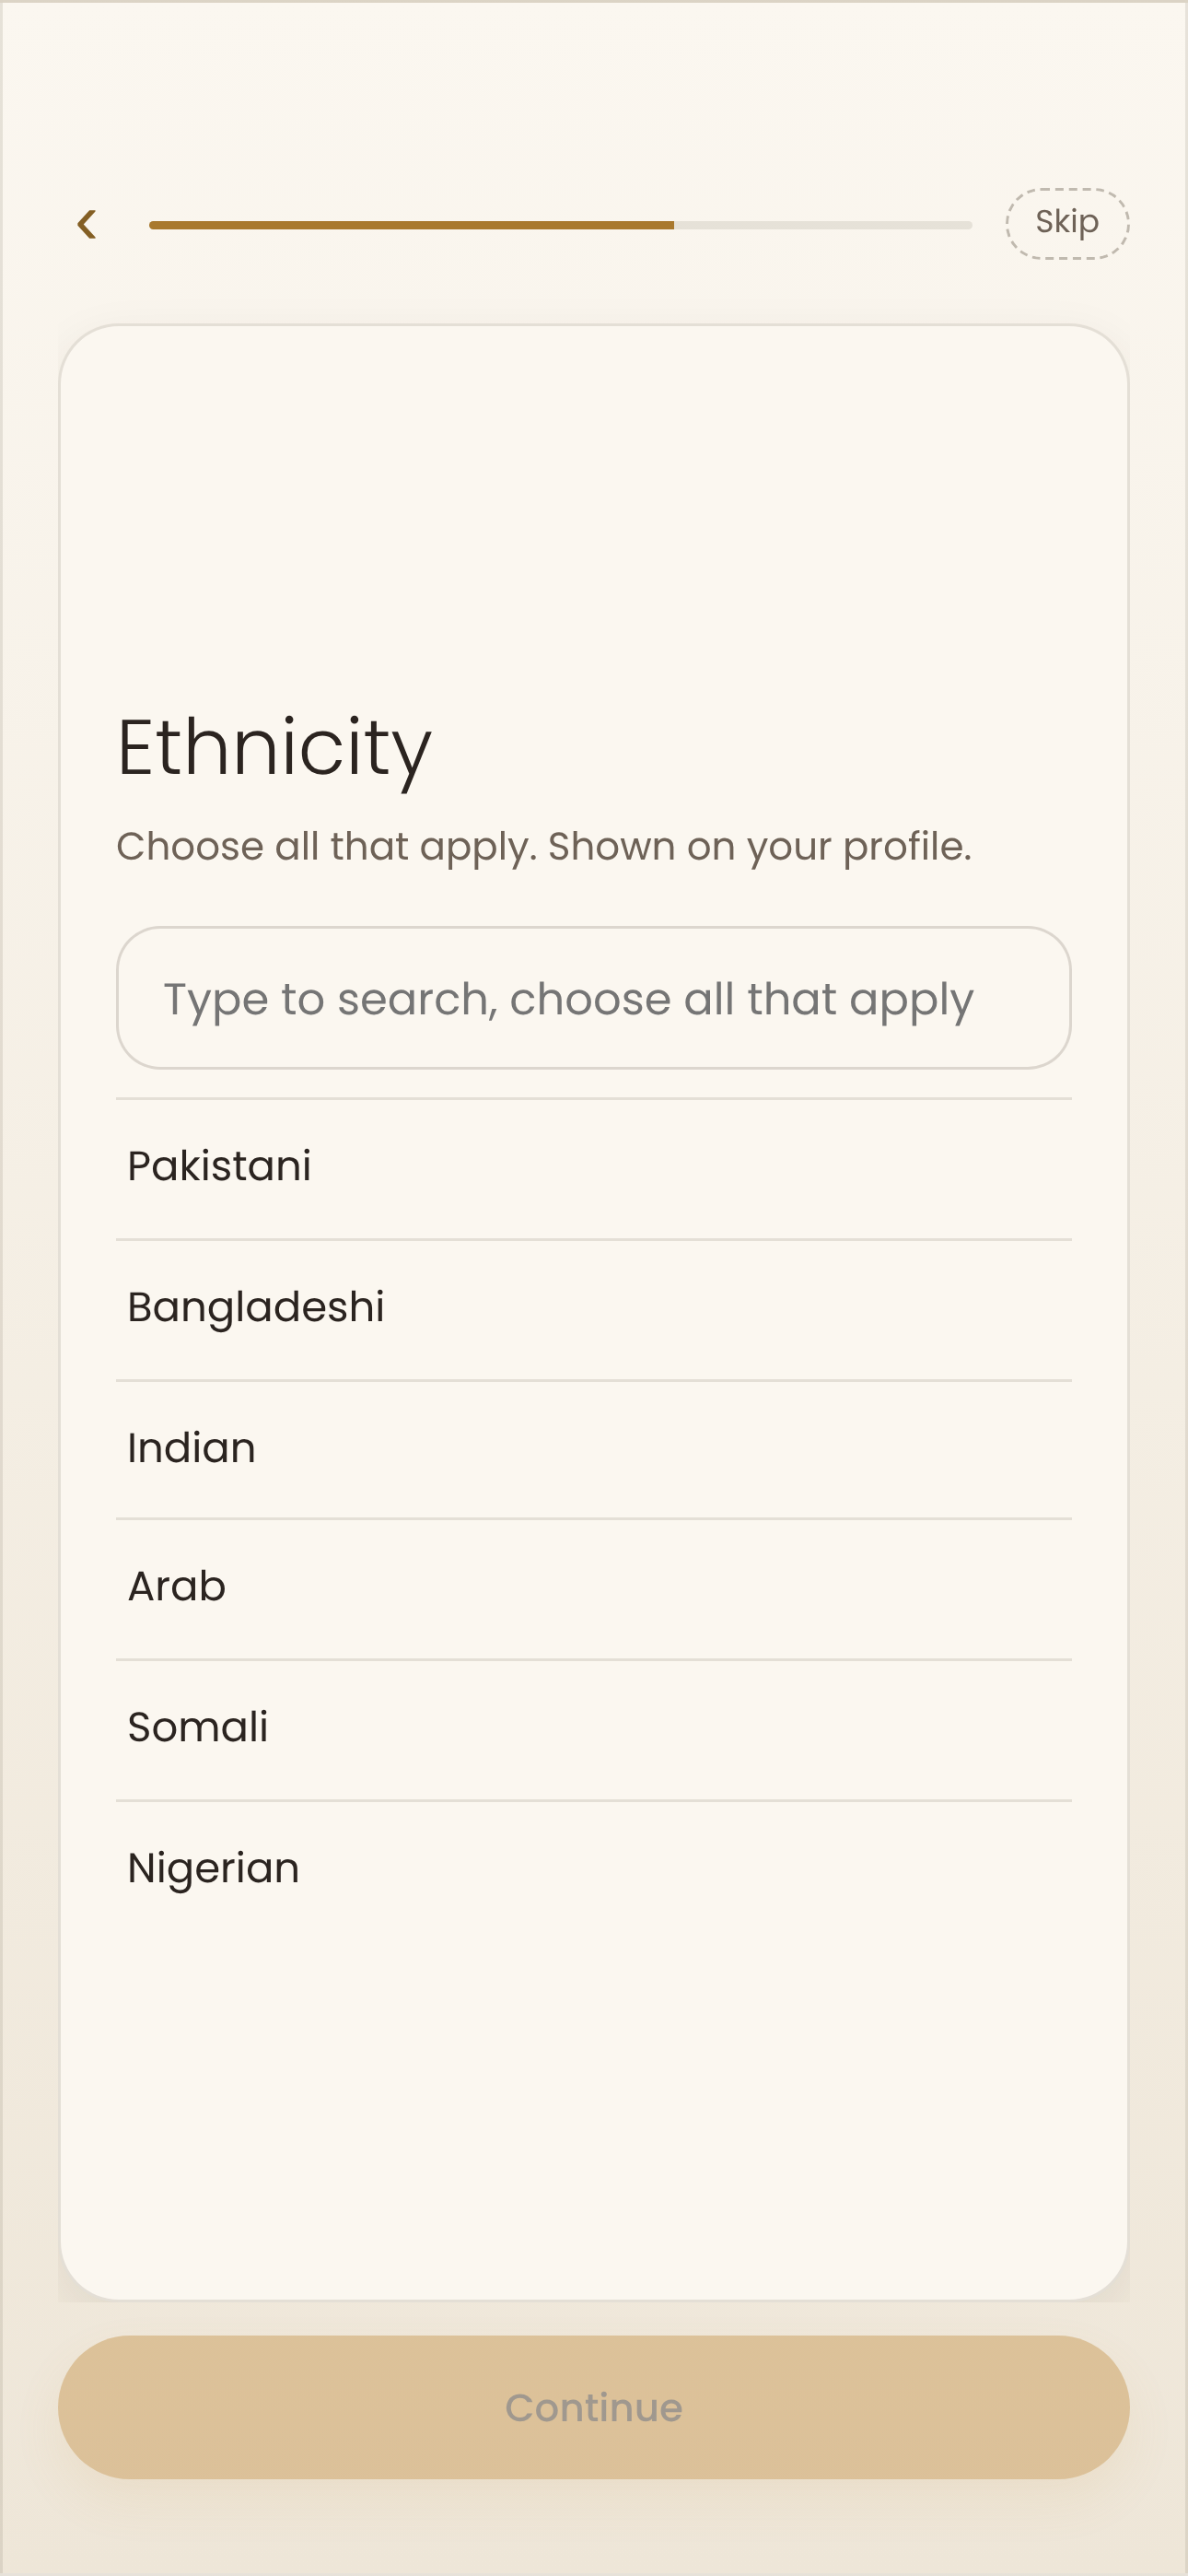 Skip
Ethnicity
Choose all that apply. Shown on your profile.
Type to search, choose all that apply
Pakistani
Bangladeshi
Indian
Arab
Somali
Nigerian
Continue